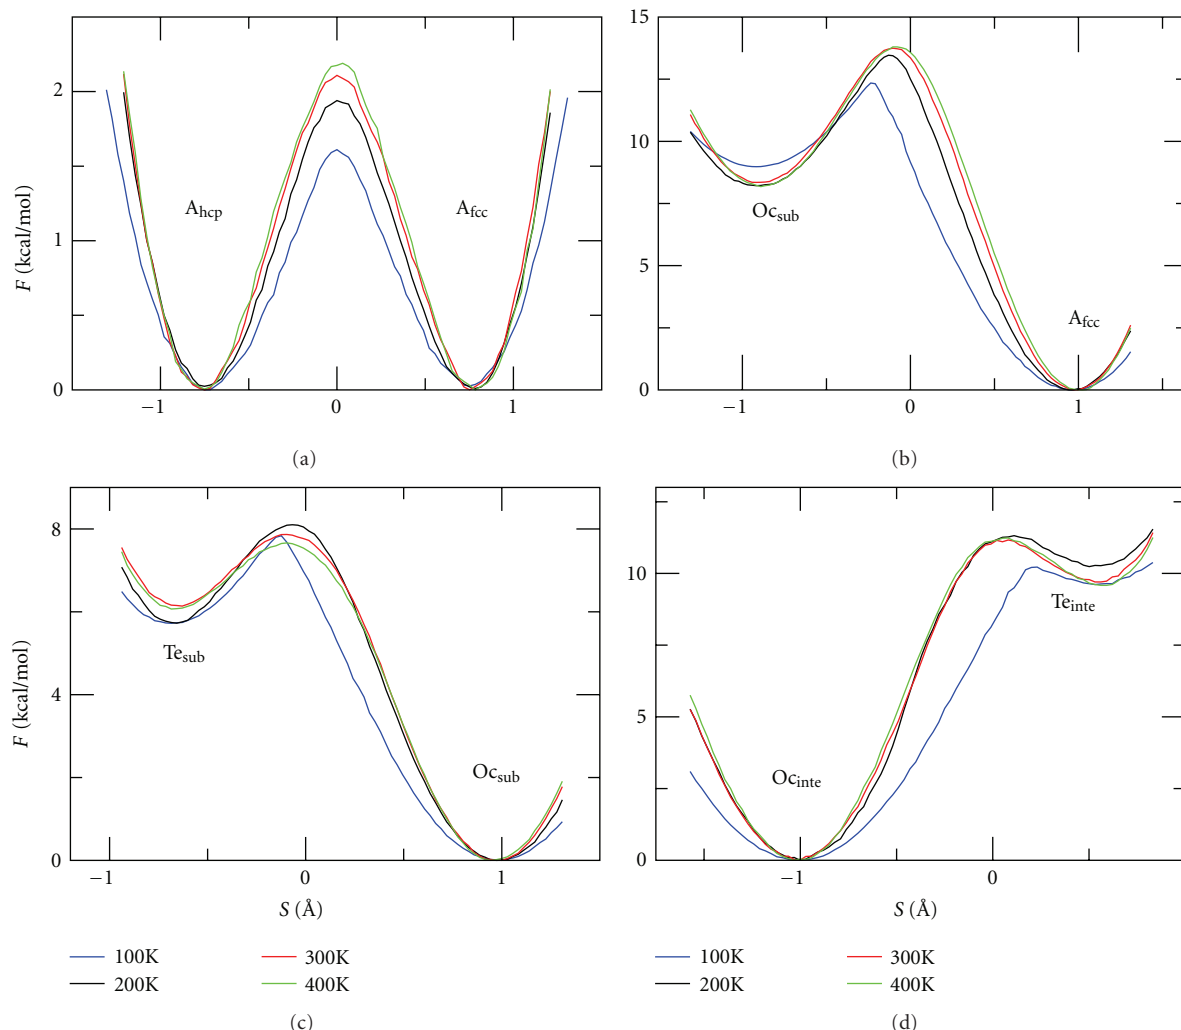 2
1
0
F (kcal/mol)
A_hcp
A_fcc
−1 0 1
(a)
15
10
5
0
Oc_sub
A_fcc
−1 0 1
(b)
8
4
0
F (kcal/mol)
Te_sub
Oc_sub
−1 0 1
S (Å)
100K 300K
200K 400K
(c)
10
5
0
Te_inte
Oc_inte
−1 0
S (Å)
100K 300K
200K 400K
(d)